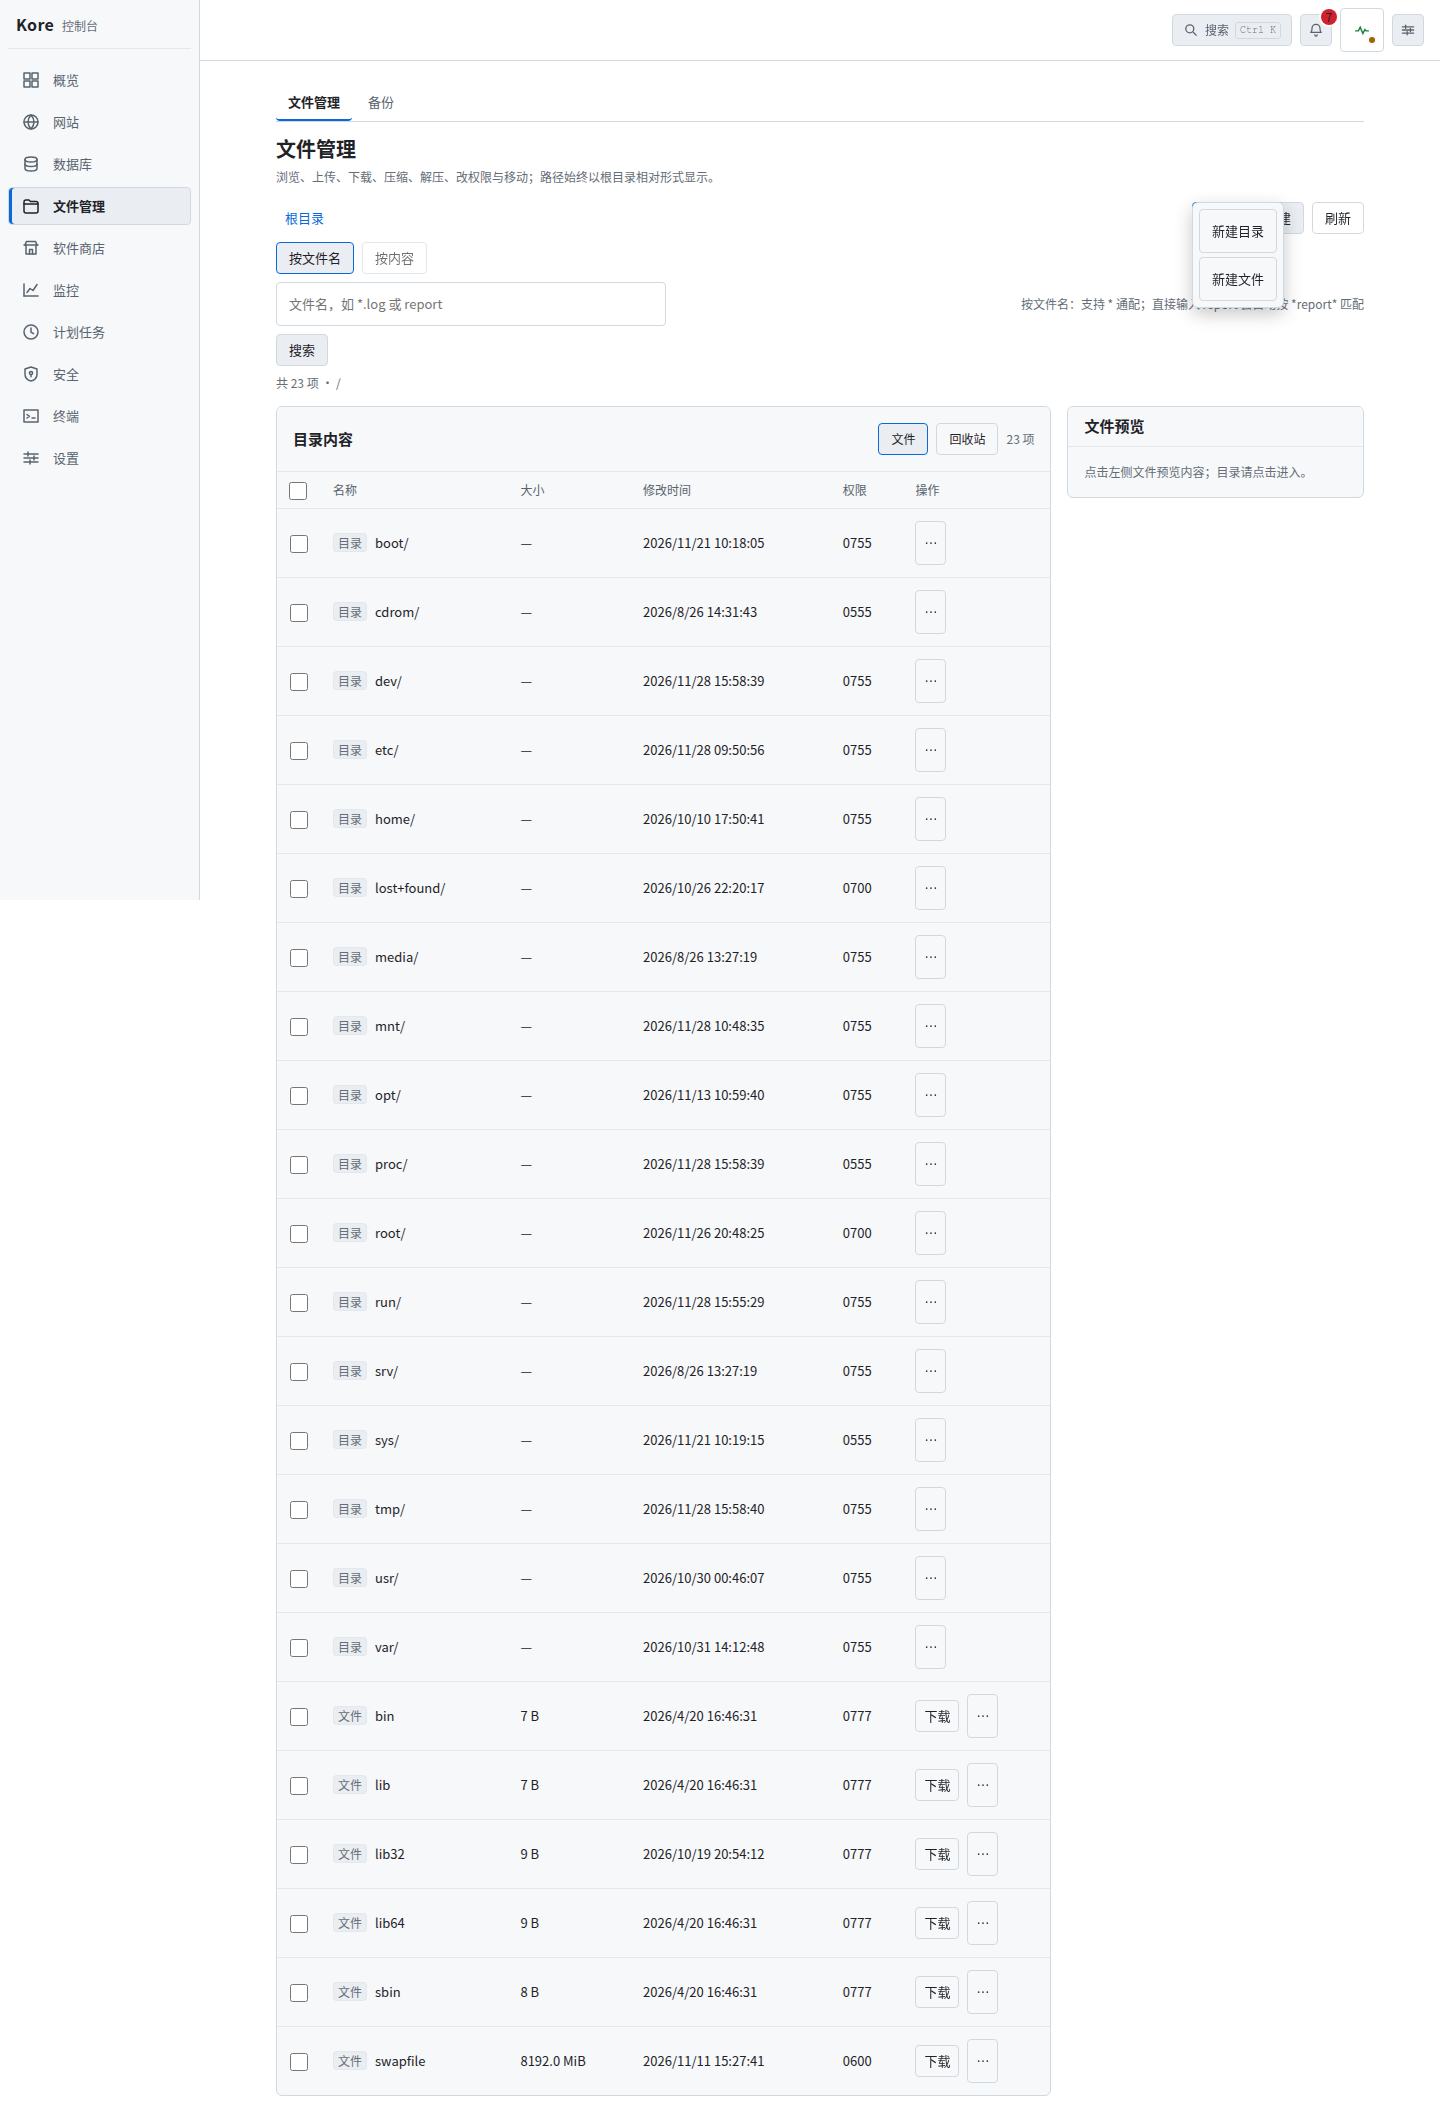 Kore 控制台
搜索 Ctrl K
7
概览
网站
数据库
文件管理
软件商店
监控
计划任务
安全
终端
设置
文件管理 备份
文件管理
浏览、上传、下载、压缩、解压、改权限与移动；路径始终以根目录相对形式显示。
根目录
刷新
新建目录
新建文件
按文件名 按内容
文件名，如 *.log 或 report
按文件名：支持 * 通配；直接输 *report* 匹配
搜索
共 23 项 · /
目录内容 文件 回收站 23 项
名称 大小 修改时间 权限 操作
目录 boot/ — 2026/11/21 10:18:05 0755 ···
目录 cdrom/ — 2026/8/26 14:31:43 0555 ···
目录 dev/ — 2026/11/28 15:58:39 0755 ···
目录 etc/ — 2026/11/28 09:50:56 0755 ···
目录 home/ — 2026/10/10 17:50:41 0755 ···
目录 lost+found/ — 2026/10/26 22:20:17 0700 ···
目录 media/ — 2026/8/26 13:27:19 0755 ···
目录 mnt/ — 2026/11/28 10:48:35 0755 ···
目录 opt/ — 2026/11/13 10:59:40 0755 ···
目录 proc/ — 2026/11/28 15:58:39 0555 ···
目录 root/ — 2026/11/26 20:48:25 0700 ···
目录 run/ — 2026/11/28 15:55:29 0755 ···
目录 srv/ — 2026/8/26 13:27:19 0755 ···
目录 sys/ — 2026/11/21 10:19:15 0555 ···
目录 tmp/ — 2026/11/28 15:58:40 0755 ···
目录 usr/ — 2026/10/30 00:46:07 0755 ···
目录 var/ — 2026/10/31 14:12:48 0755 ···
文件 bin 7 B 2026/4/20 16:46:31 0777 下载 ···
文件 lib 7 B 2026/4/20 16:46:31 0777 下载 ···
文件 lib32 9 B 2026/10/19 20:54:12 0777 下载 ···
文件 lib64 9 B 2026/4/20 16:46:31 0777 下载 ···
文件 sbin 8 B 2026/4/20 16:46:31 0777 下载 ···
文件 swapfile 8192.0 MiB 2026/11/11 15:27:41 0600 下载 ···
文件预览
点击左侧文件预览内容；目录请点击进入。